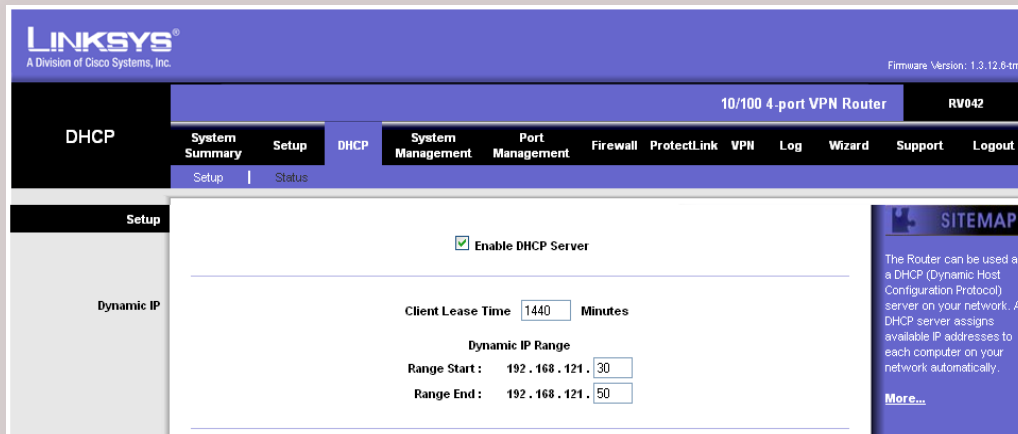 LINKSYS®
A Division of Cisco Systems, Inc.
Firmware Version: 1.3.12.6-tm
10/100 4-port VPN Router RV042
DHCP
System Summary Setup DHCP System Management Port Management Firewall ProtectLink VPN Log Wizard Support Logout
Setup | Status
Setup
SITEMAP
Enable DHCP Server
The Router can be used a
a DHCP (Dynamic Host
Configuration Protocol)
server on your network. A
DHCP server assigns
available IP addresses to
each computer on your
network automatically.
More...
Dynamic IP
Client Lease Time 1440 Minutes
Dynamic IP Range
Range Start : 192 . 168 . 121 . 30
Range End : 192 . 168 . 121 . 50